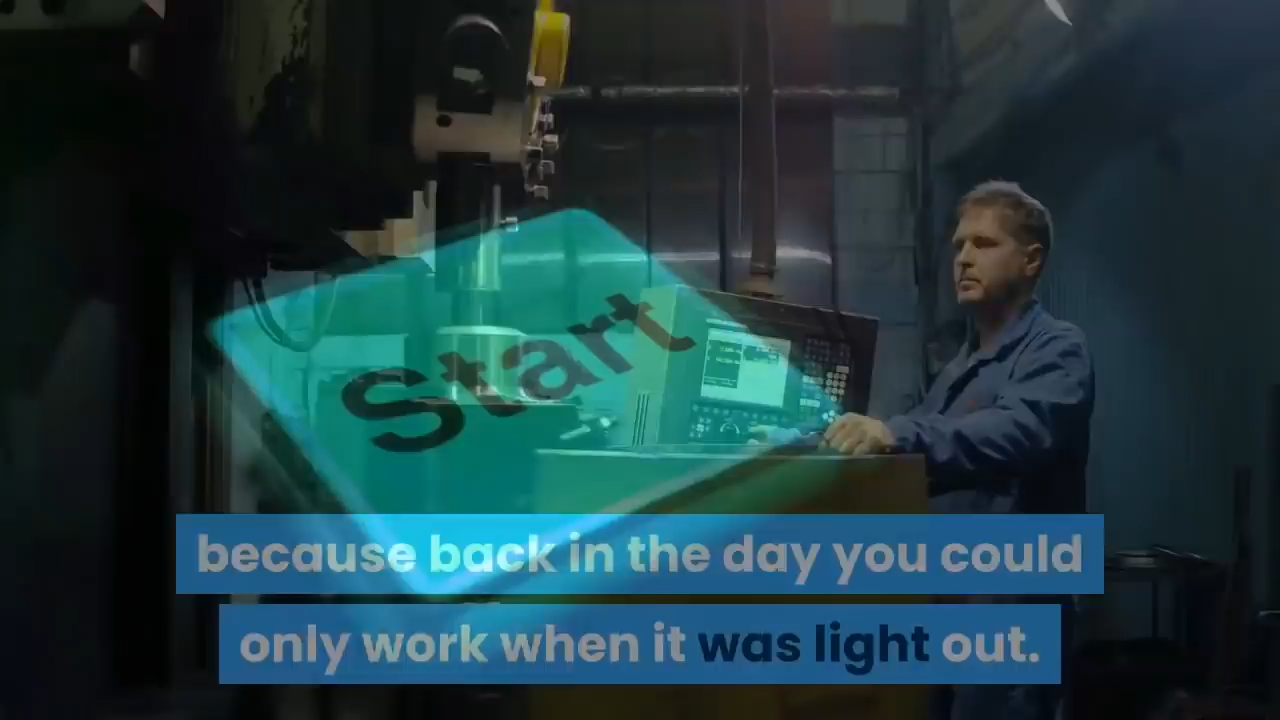 Start
because back in the day you could
only work when it was light out.